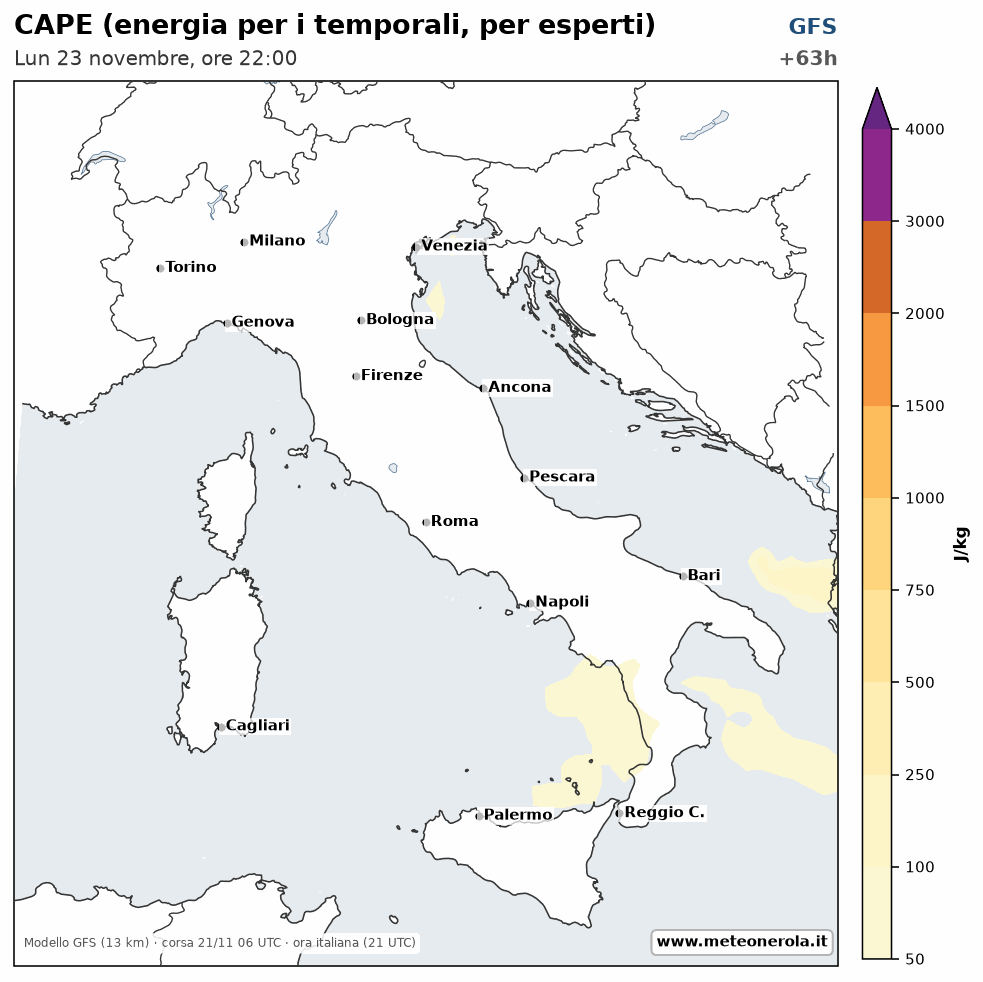 CAPE (energia per i temporali, per esperti)
GFS
Lun 23 novembre, ore 22:00
+63h
4000
3000
2000
1500
1000
750
500
250
100
50
J/kg
Milano
Venezia
Torino
Genova
Bologna
Firenze
Ancona
Pescara
Roma
Bari
Napoli
Cagliari
Palermo
Reggio C.
Modello GFS (13 km) · corsa 21/11 06 UTC · ora italiana (21 UTC)
www.meteonerola.it